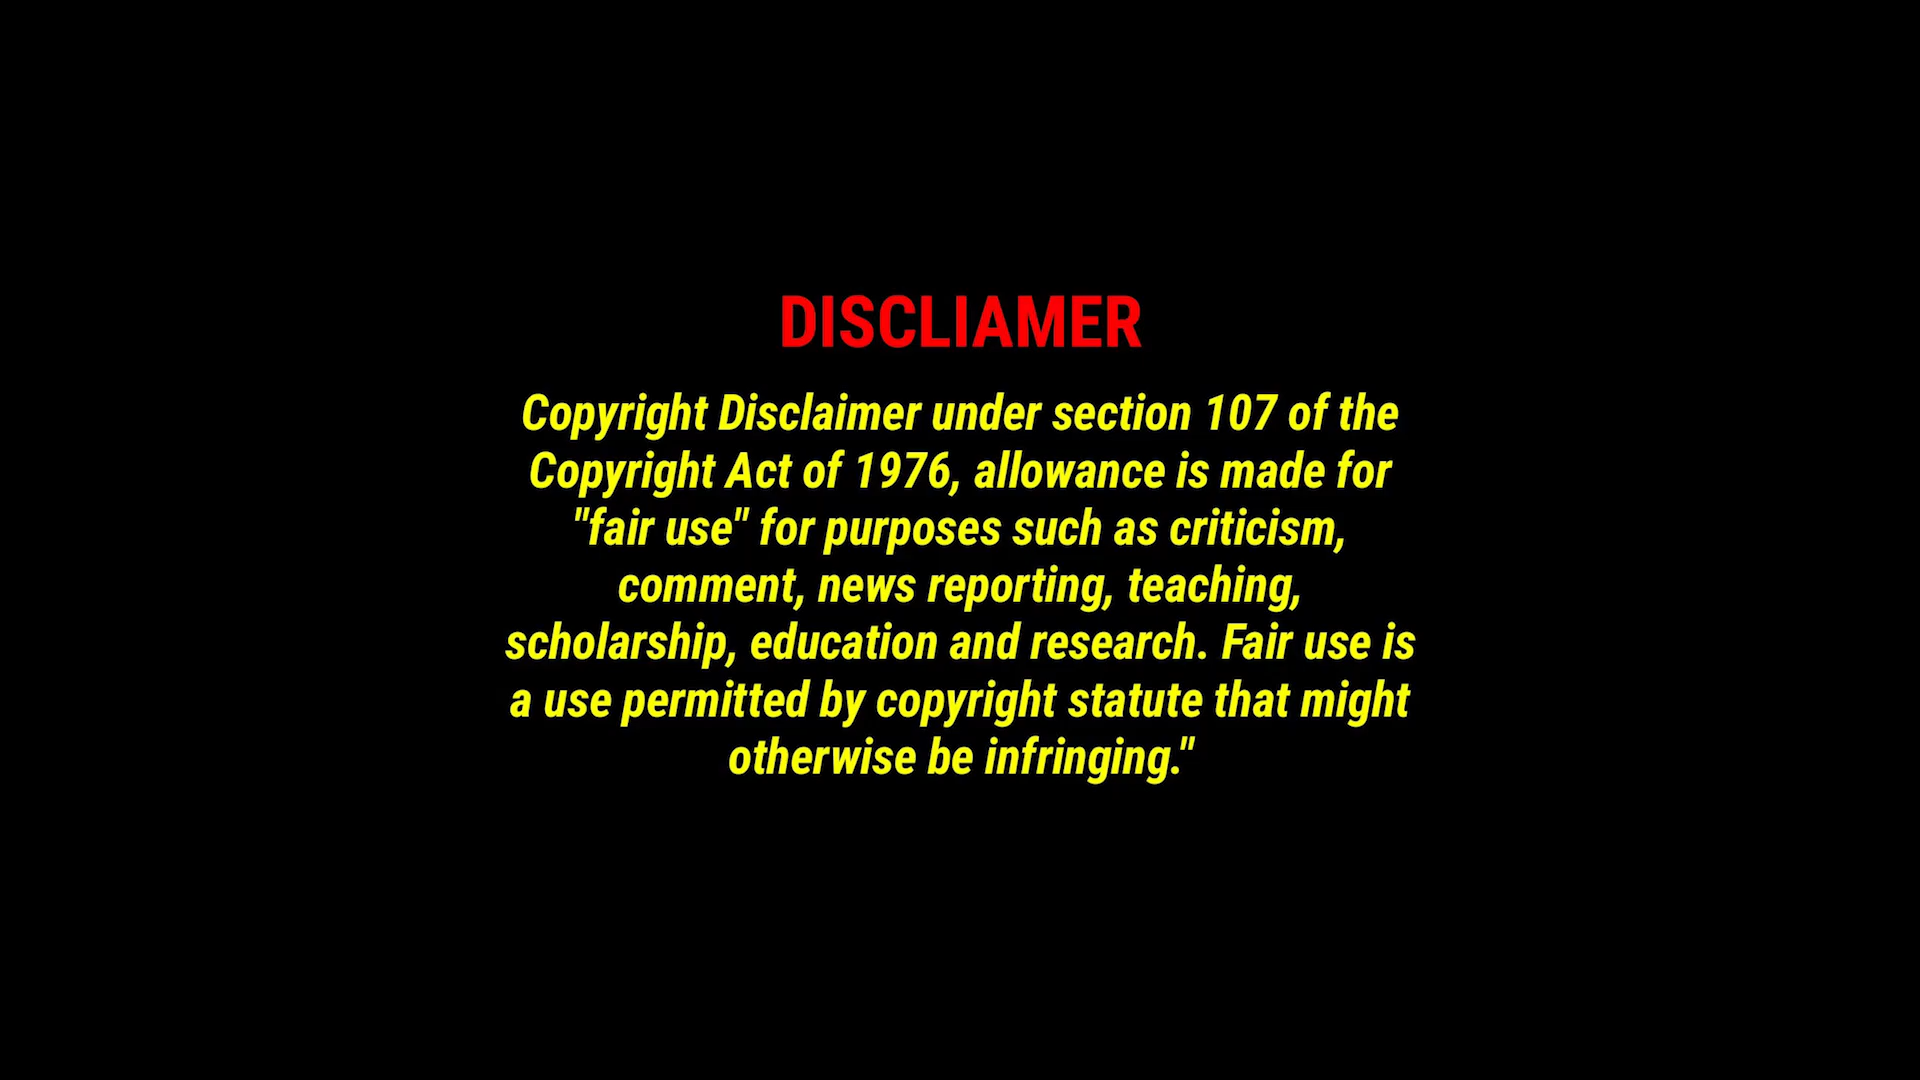 DISCLIAMER
Copyright Disclaimer under section 107 of the
Copyright Act of 1976, allowance is made for
"fair use" for purposes such as criticism,
comment, news reporting, teaching,
scholarship, education and research. Fair use is
a use permitted by copyright statute that might
otherwise be infringing."